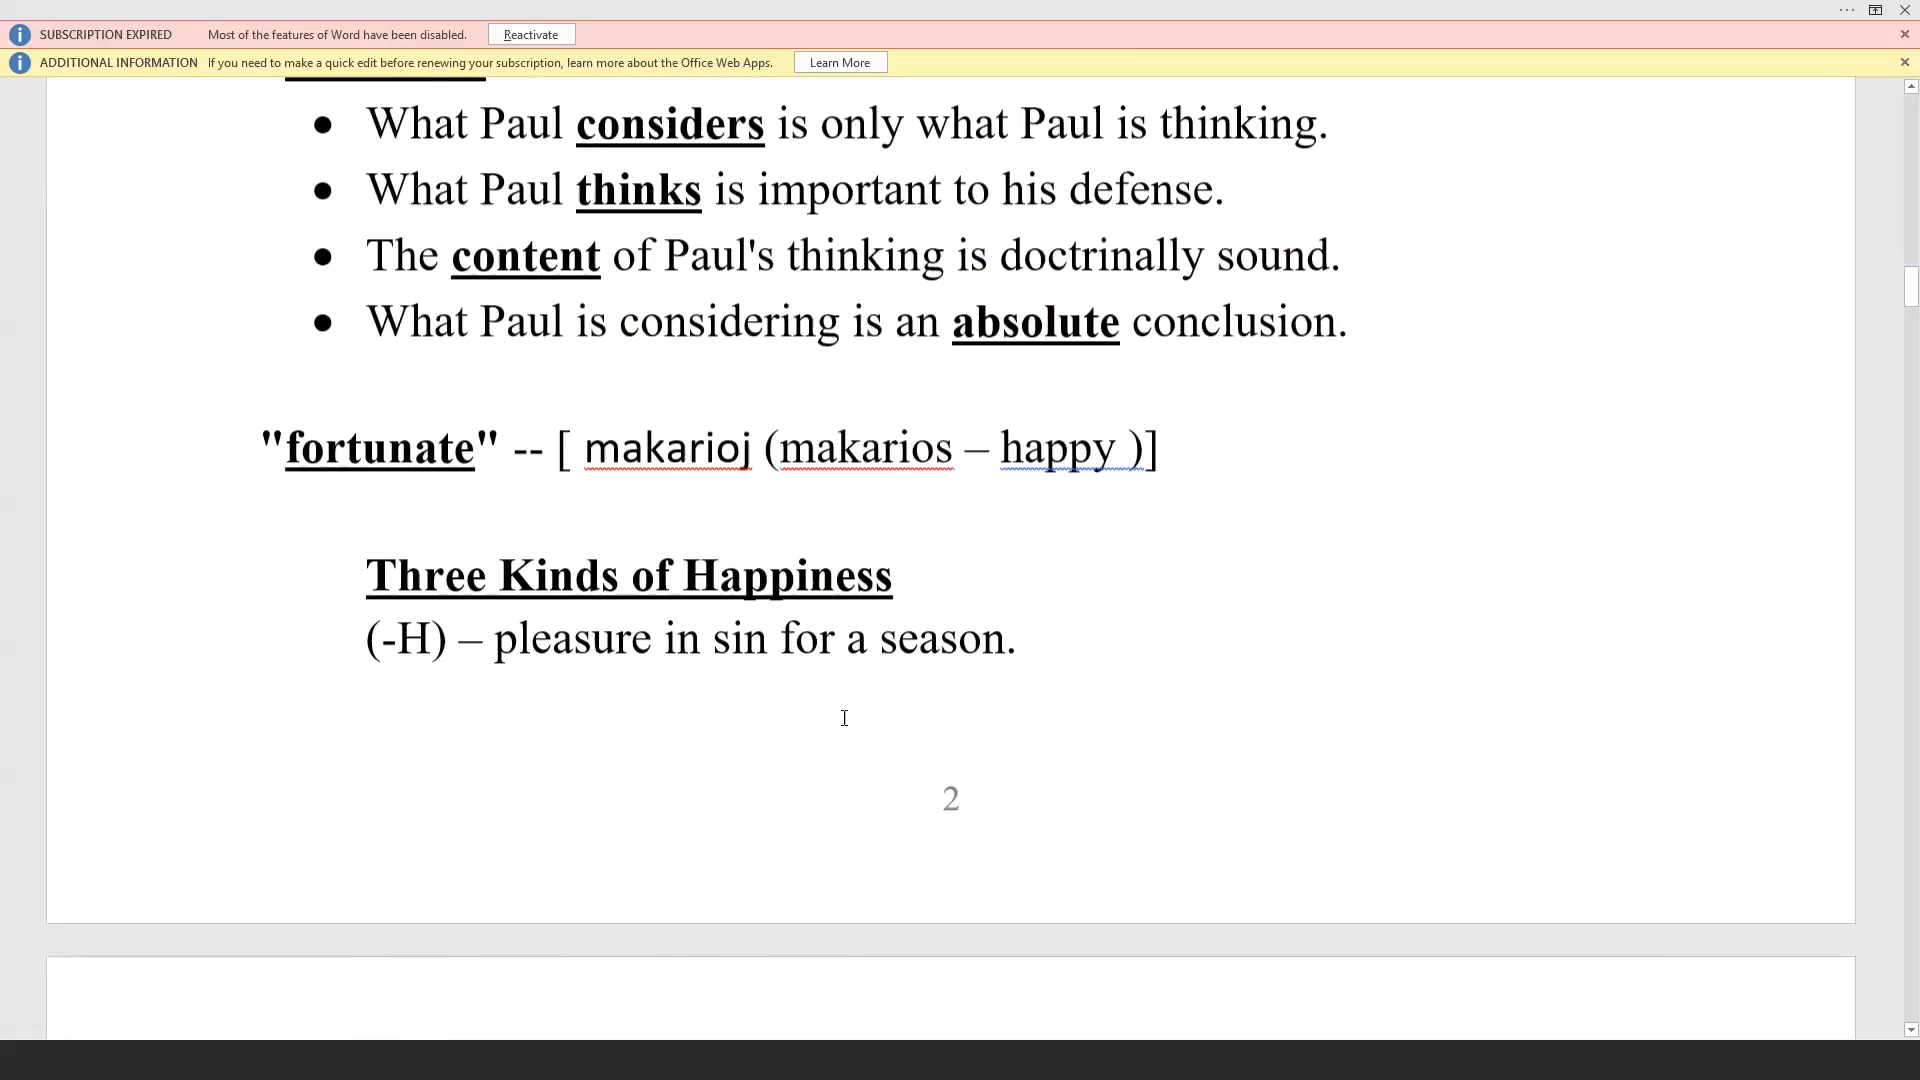 SUBSCRIPTION EXPIRED Most of the features of Word have been disabled. Reactivate
ADDITIONAL INFORMATION If you need to make a quick edit before renewing your subscription, learn more about the Office Web Apps. Learn More
● What Paul considers is only what Paul is thinking.
● What Paul thinks is important to his defense.
● The content of Paul's thinking is doctrinally sound.
● What Paul is considering is an absolute conclusion.
"fortunate" -- [ makarioj (makarios – happy )]
Three Kinds of Happiness
(-H) – pleasure in sin for a season.
2